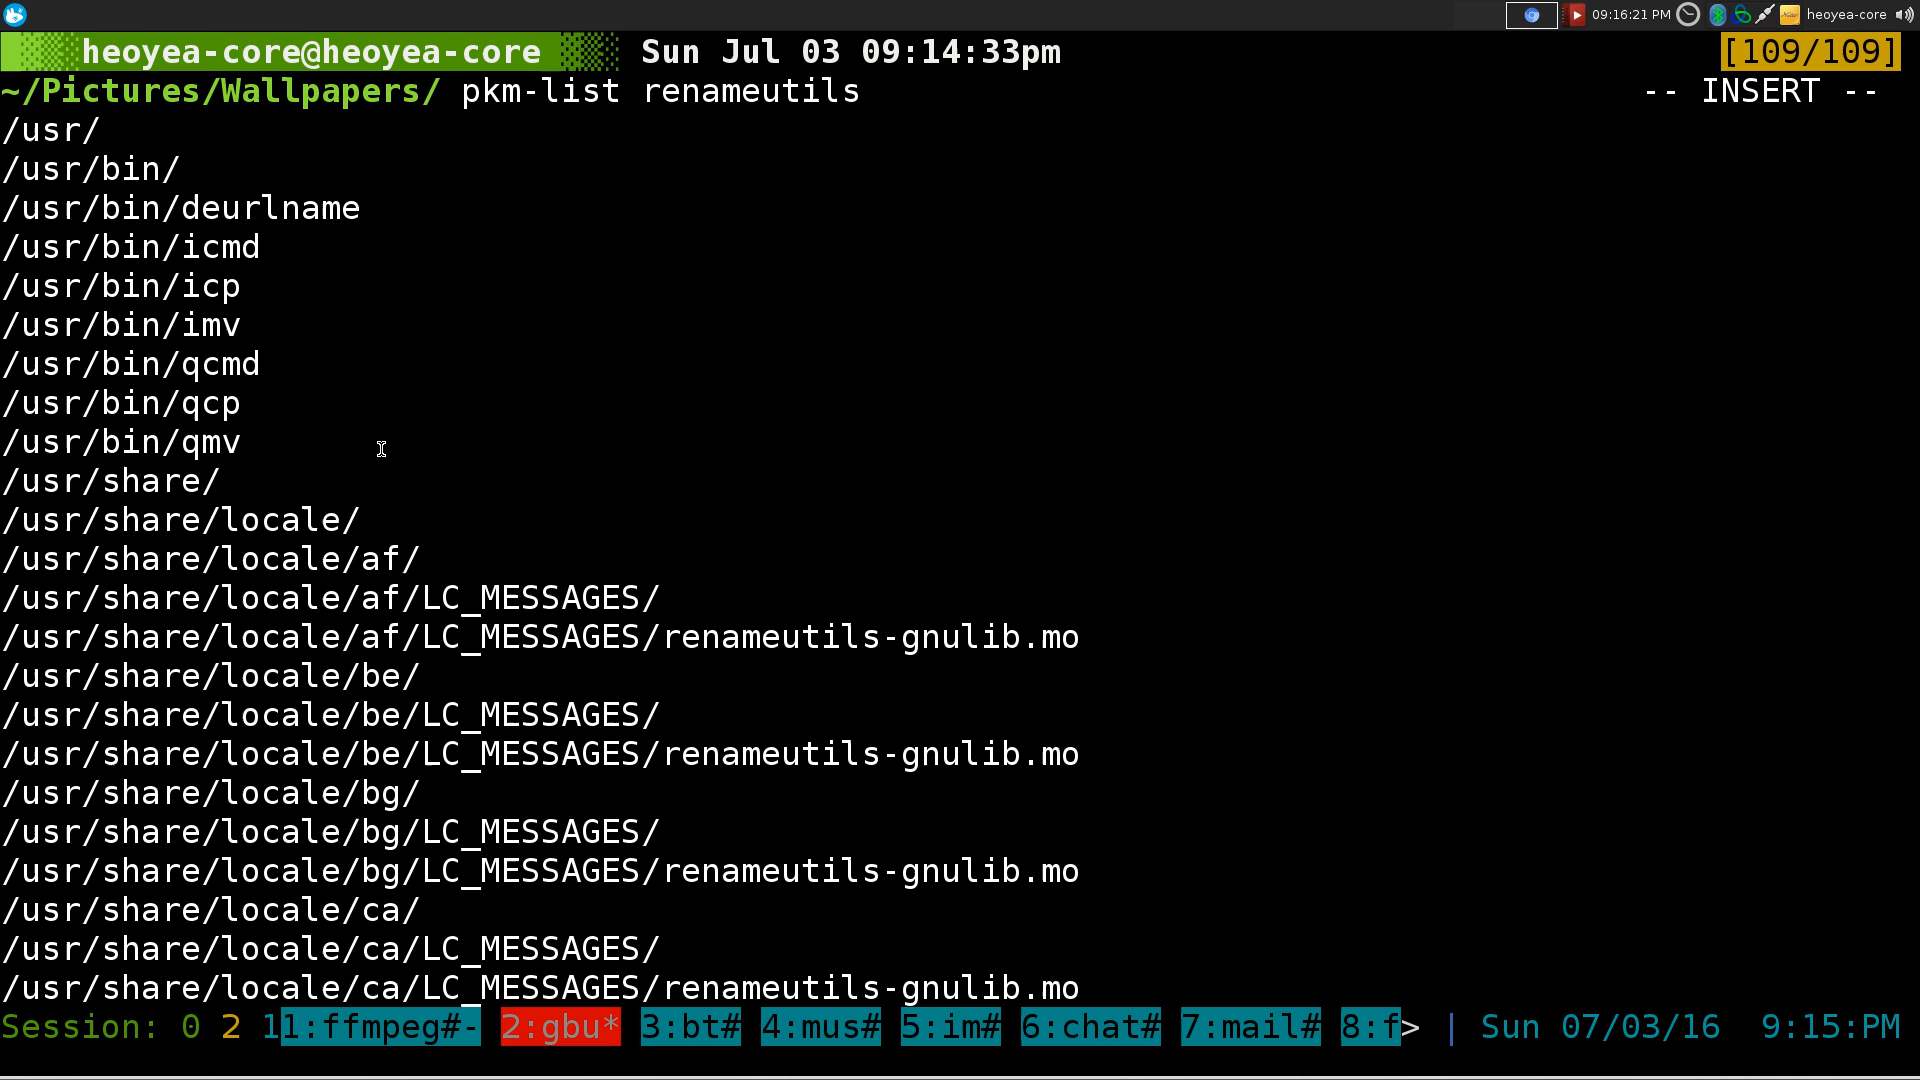 09:16:21 PM heoyea-core
heoyea-core@heoyea-core Sun Jul 03 09:14:33pm [109/109]
~/Pictures/Wallpapers/ pkm-list renameutils -- INSERT --
/usr/
/usr/bin/
/usr/bin/deurlname
/usr/bin/icmd
/usr/bin/icp
/usr/bin/imv
/usr/bin/qcmd
/usr/bin/qcp
/usr/bin/qmv
/usr/share/
/usr/share/locale/
/usr/share/locale/af/
/usr/share/locale/af/LC_MESSAGES/
/usr/share/locale/af/LC_MESSAGES/renameutils-gnulib.mo
/usr/share/locale/be/
/usr/share/locale/be/LC_MESSAGES/
/usr/share/locale/be/LC_MESSAGES/renameutils-gnulib.mo
/usr/share/locale/bg/
/usr/share/locale/bg/LC_MESSAGES/
/usr/share/locale/bg/LC_MESSAGES/renameutils-gnulib.mo
/usr/share/locale/ca/
/usr/share/locale/ca/LC_MESSAGES/
/usr/share/locale/ca/LC_MESSAGES/renameutils-gnulib.mo
Session: 0 2 11:ffmpeg#- 2:gbu* 3:bt# 4:mus# 5:im# 6:chat# 7:mail# 8:f> | Sun 07/03/16 9:15:PM